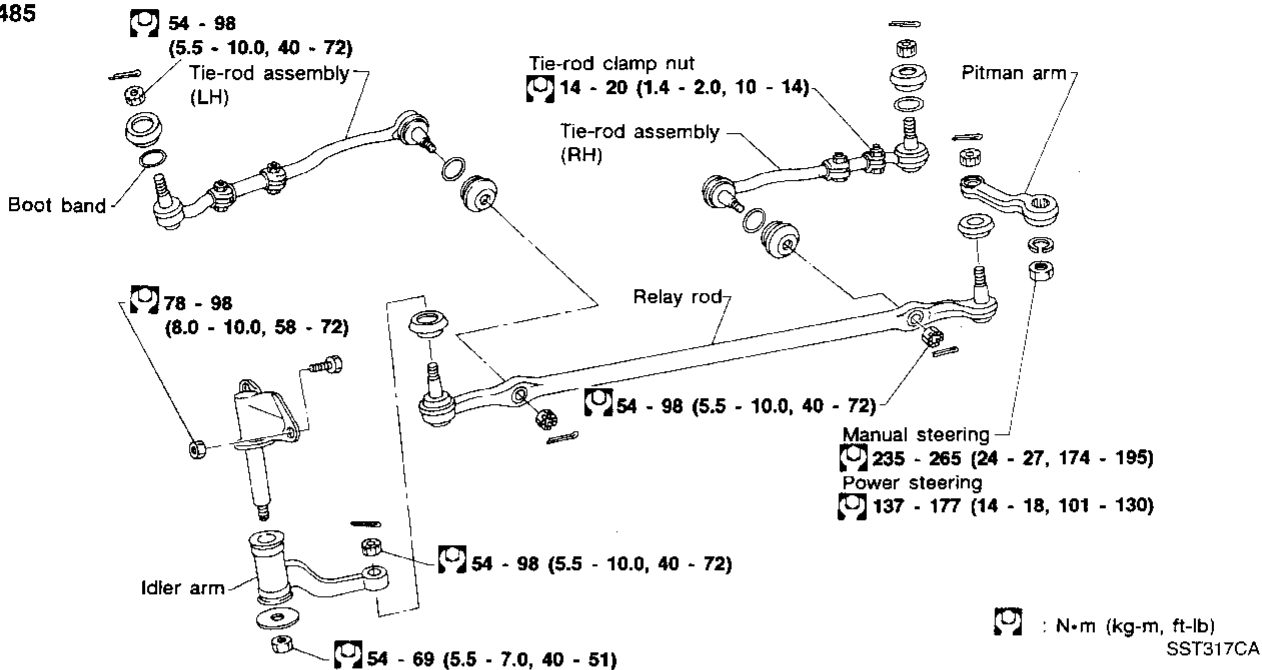 485
54 - 98
(5.5 - 10.0, 40 - 72)
Tie-rod assembly
(LH)
Boot band
Tie-rod clamp nut
14 - 20 (1.4 - 2.0, 10 - 14)
Tie-rod assembly
(RH)
Pitman arm
78 - 98
(8.0 - 10.0, 58 - 72)
Relay rod
54 - 98 (5.5 - 10.0, 40 - 72)
Manual steering
235 - 265 (24 - 27, 174 - 195)
Power steering
137 - 177 (14 - 18, 101 - 130)
54 - 98 (5.5 - 10.0, 40 - 72)
Idler arm
54 - 69 (5.5 - 7.0, 40 - 51)
: N•m (kg-m, ft-lb)
SST317CA